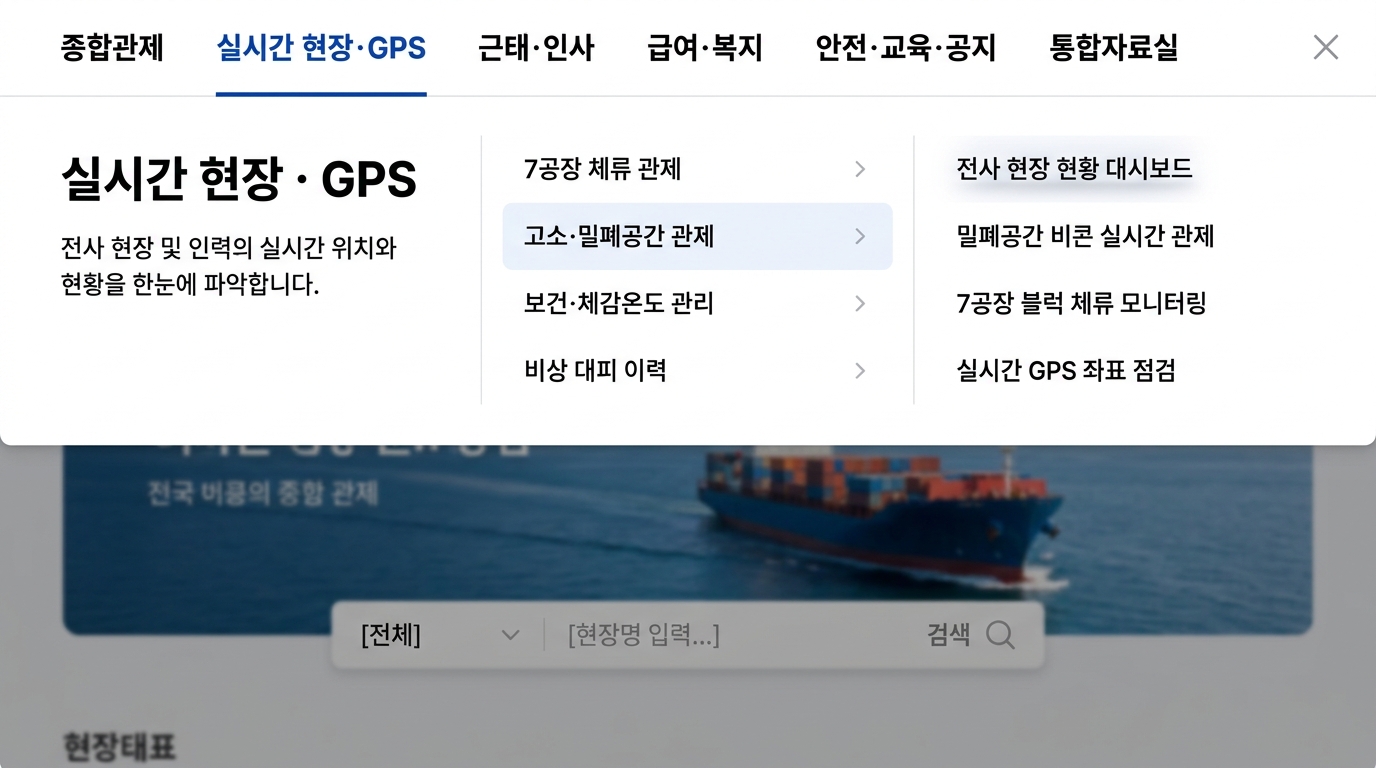 종합관제
실시간 현장·GPS
근태·인사
급여·복지
안전·교육·공지
통합자료실
실시간 현장 · GPS
전사 현장 및 인력의 실시간 위치와
현황을 한눈에 파악합니다.
7공장 체류 관제
고소·밀폐공간 관제
보건·체감온도 관리
비상 대피 이력
전사 현장 현황 대시보드
밀폐공간 비콘 실시간 관제
7공장 블럭 체류 모니터링
실시간 GPS 좌표 점검
전국 의 관제
[전체]
[현장명 입력...]
검색
현장태표